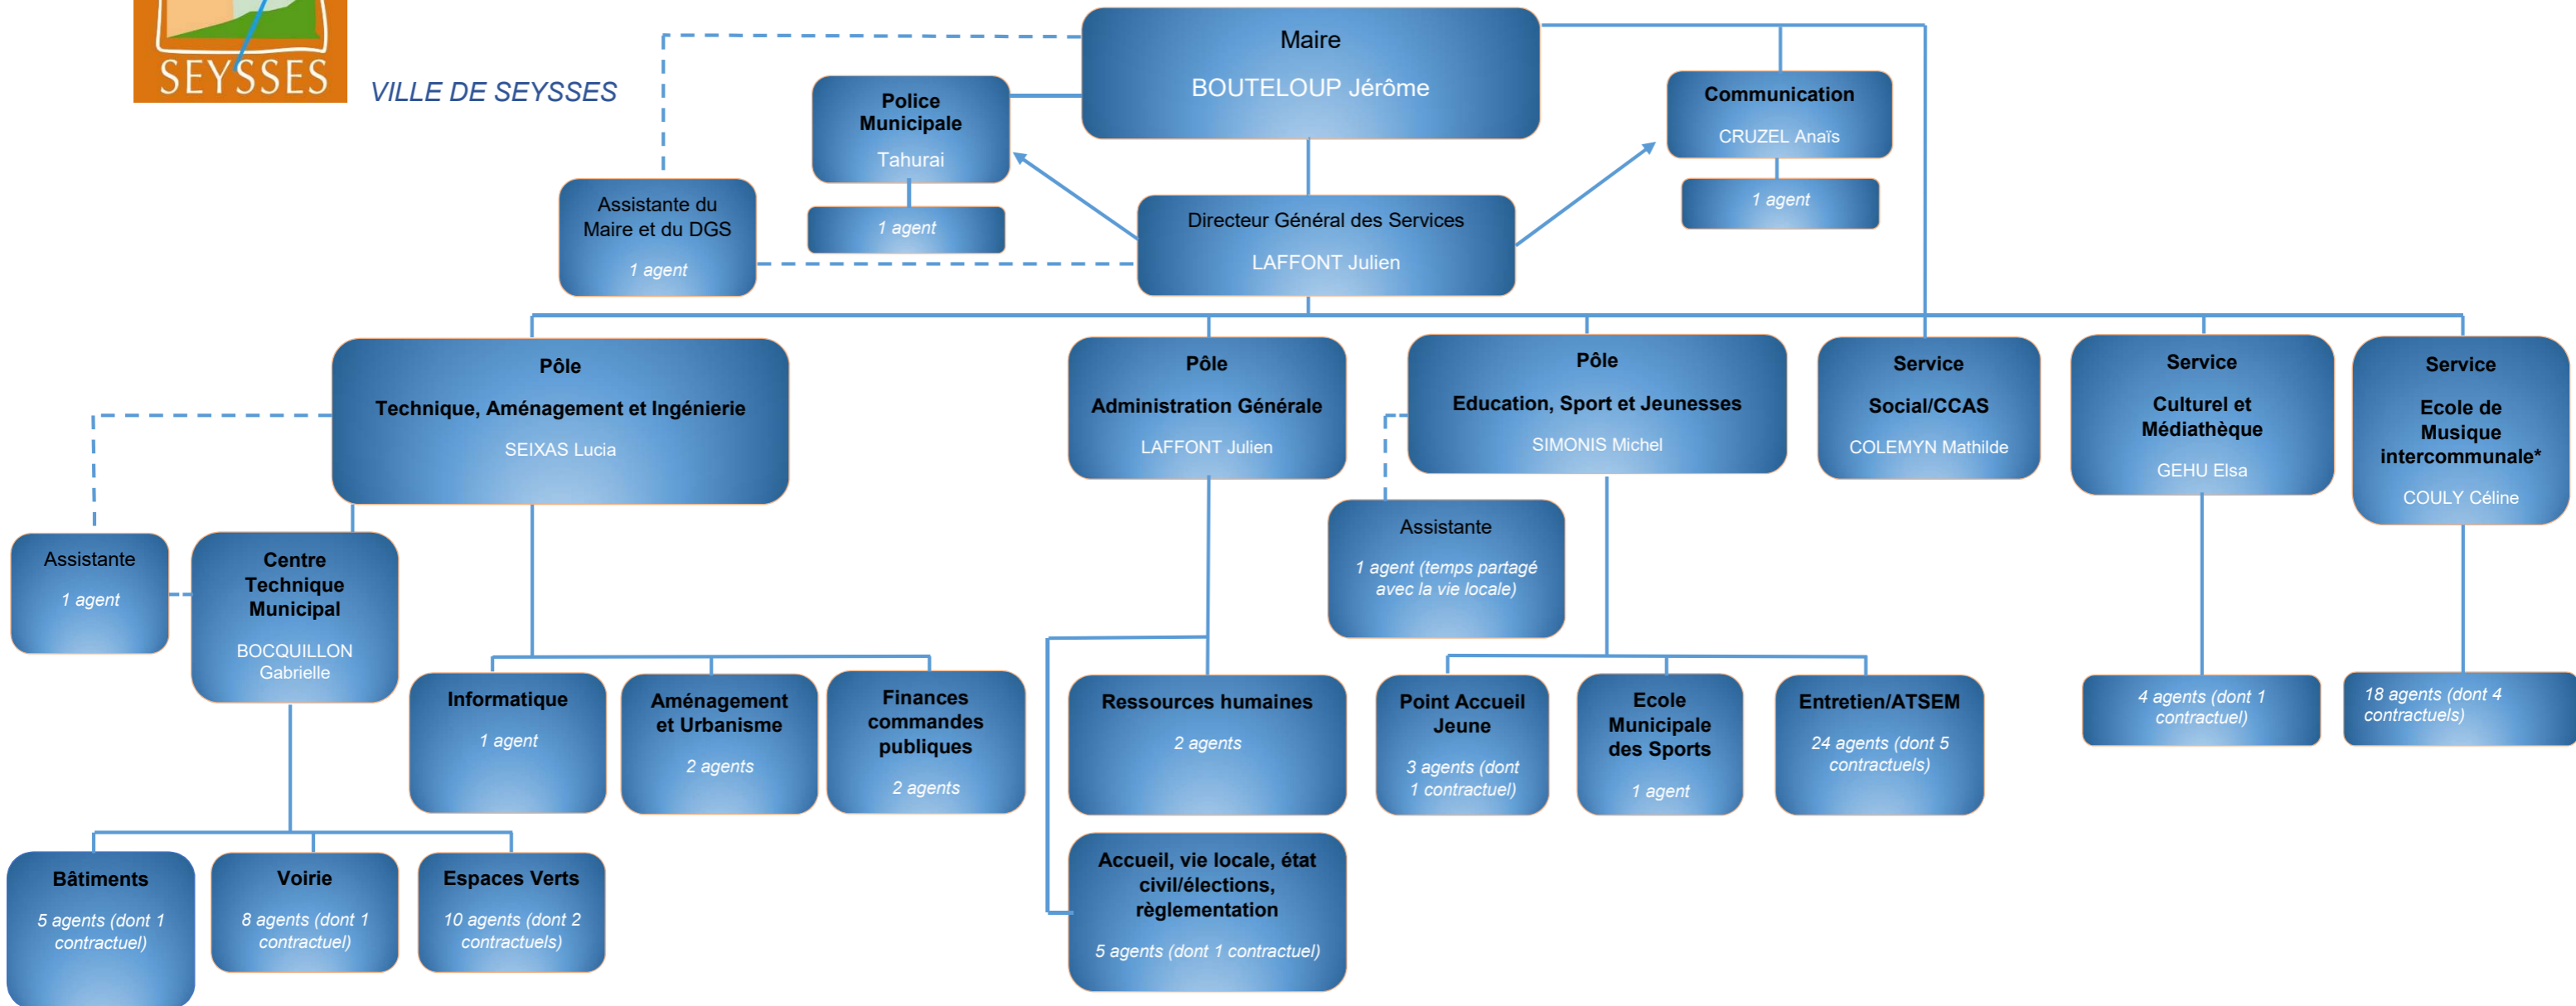 SEYSSES
VILLE DE SEYSSES
Maire
BOUTELOUP Jérôme
Police
Municipale
Tahurai
1 agent
Communication
CRUZEL Anaïs
1 agent
Assistante du
Maire et du DGS
1 agent
Directeur Général des Services
LAFFONT Julien
Pôle
Technique, Aménagement et Ingénierie
SEIXAS Lucia
Pôle
Administration Générale
LAFFONT Julien
Pôle
Education, Sport et Jeunesses
SIMONIS Michel
Service
Social/CCAS
COLEMYN Mathilde
Service
Culturel et
Médiathèque
GEHU Elsa
Service
Ecole de
Musique
intercommunale*
COULY Céline
Assistante
1 agent
Centre
Technique
Municipal
BOCQUILLON
Gabrielle
Assistante
1 agent (temps partagé
avec la vie locale)
Informatique
1 agent
Aménagement
et Urbanisme
2 agents
Finances
commandes
publiques
2 agents
Ressources humaines
2 agents
Point Accueil
Jeune
3 agents (dont
1 contractuel)
Ecole
Municipale
des Sports
1 agent
Entretien/ATSEM
24 agents (dont 5
contractuels)
4 agents (dont 1
contractuel)
18 agents (dont 4
contractuels)
Bâtiments
5 agents (dont 1
contractuel)
Voirie
8 agents (dont 1
contractuel)
Espaces Verts
10 agents (dont 2
contractuels)
Accueil, vie locale, état
civil/élections,
règlementation
5 agents (dont 1 contractuel)